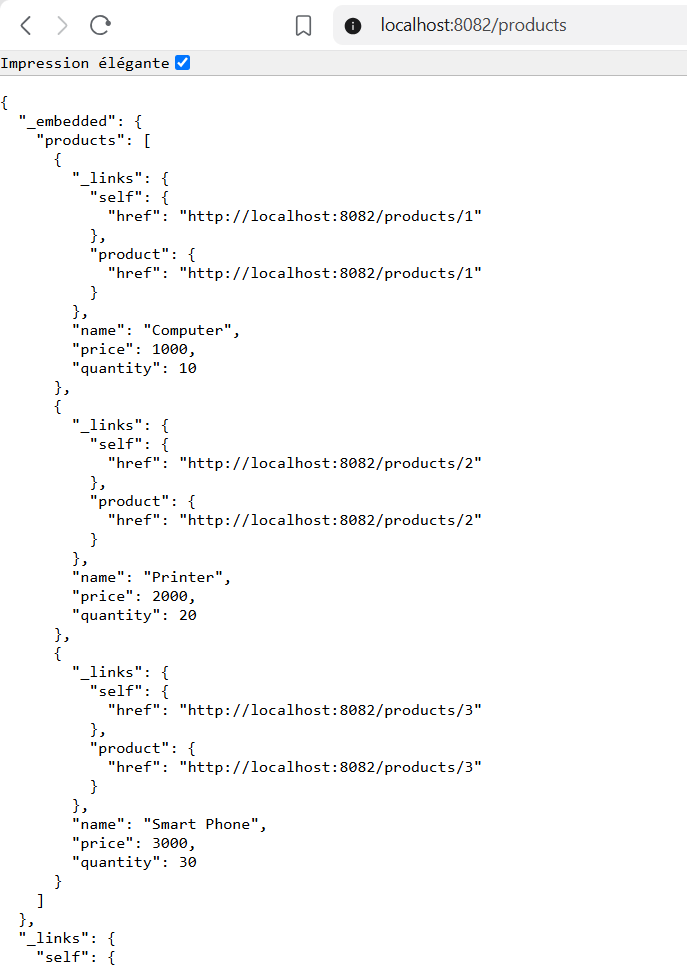 localhost:8082/products
Impression élégante
{
  "_embedded": {
    "products": [
      {
        "_links": {
          "self": {
            "href": "http://localhost:8082/products/1"
          },
          "product": {
            "href": "http://localhost:8082/products/1"
          }
        },
        "name": "Computer",
        "price": 1000,
        "quantity": 10
      },
      {
        "_links": {
          "self": {
            "href": "http://localhost:8082/products/2"
          },
          "product": {
            "href": "http://localhost:8082/products/2"
          }
        },
        "name": "Printer",
        "price": 2000,
        "quantity": 20
      },
      {
        "_links": {
          "self": {
            "href": "http://localhost:8082/products/3"
          },
          "product": {
            "href": "http://localhost:8082/products/3"
          }
        },
        "name": "Smart Phone",
        "price": 3000,
        "quantity": 30
      }
    ]
  },
  "_links": {
    "self": {